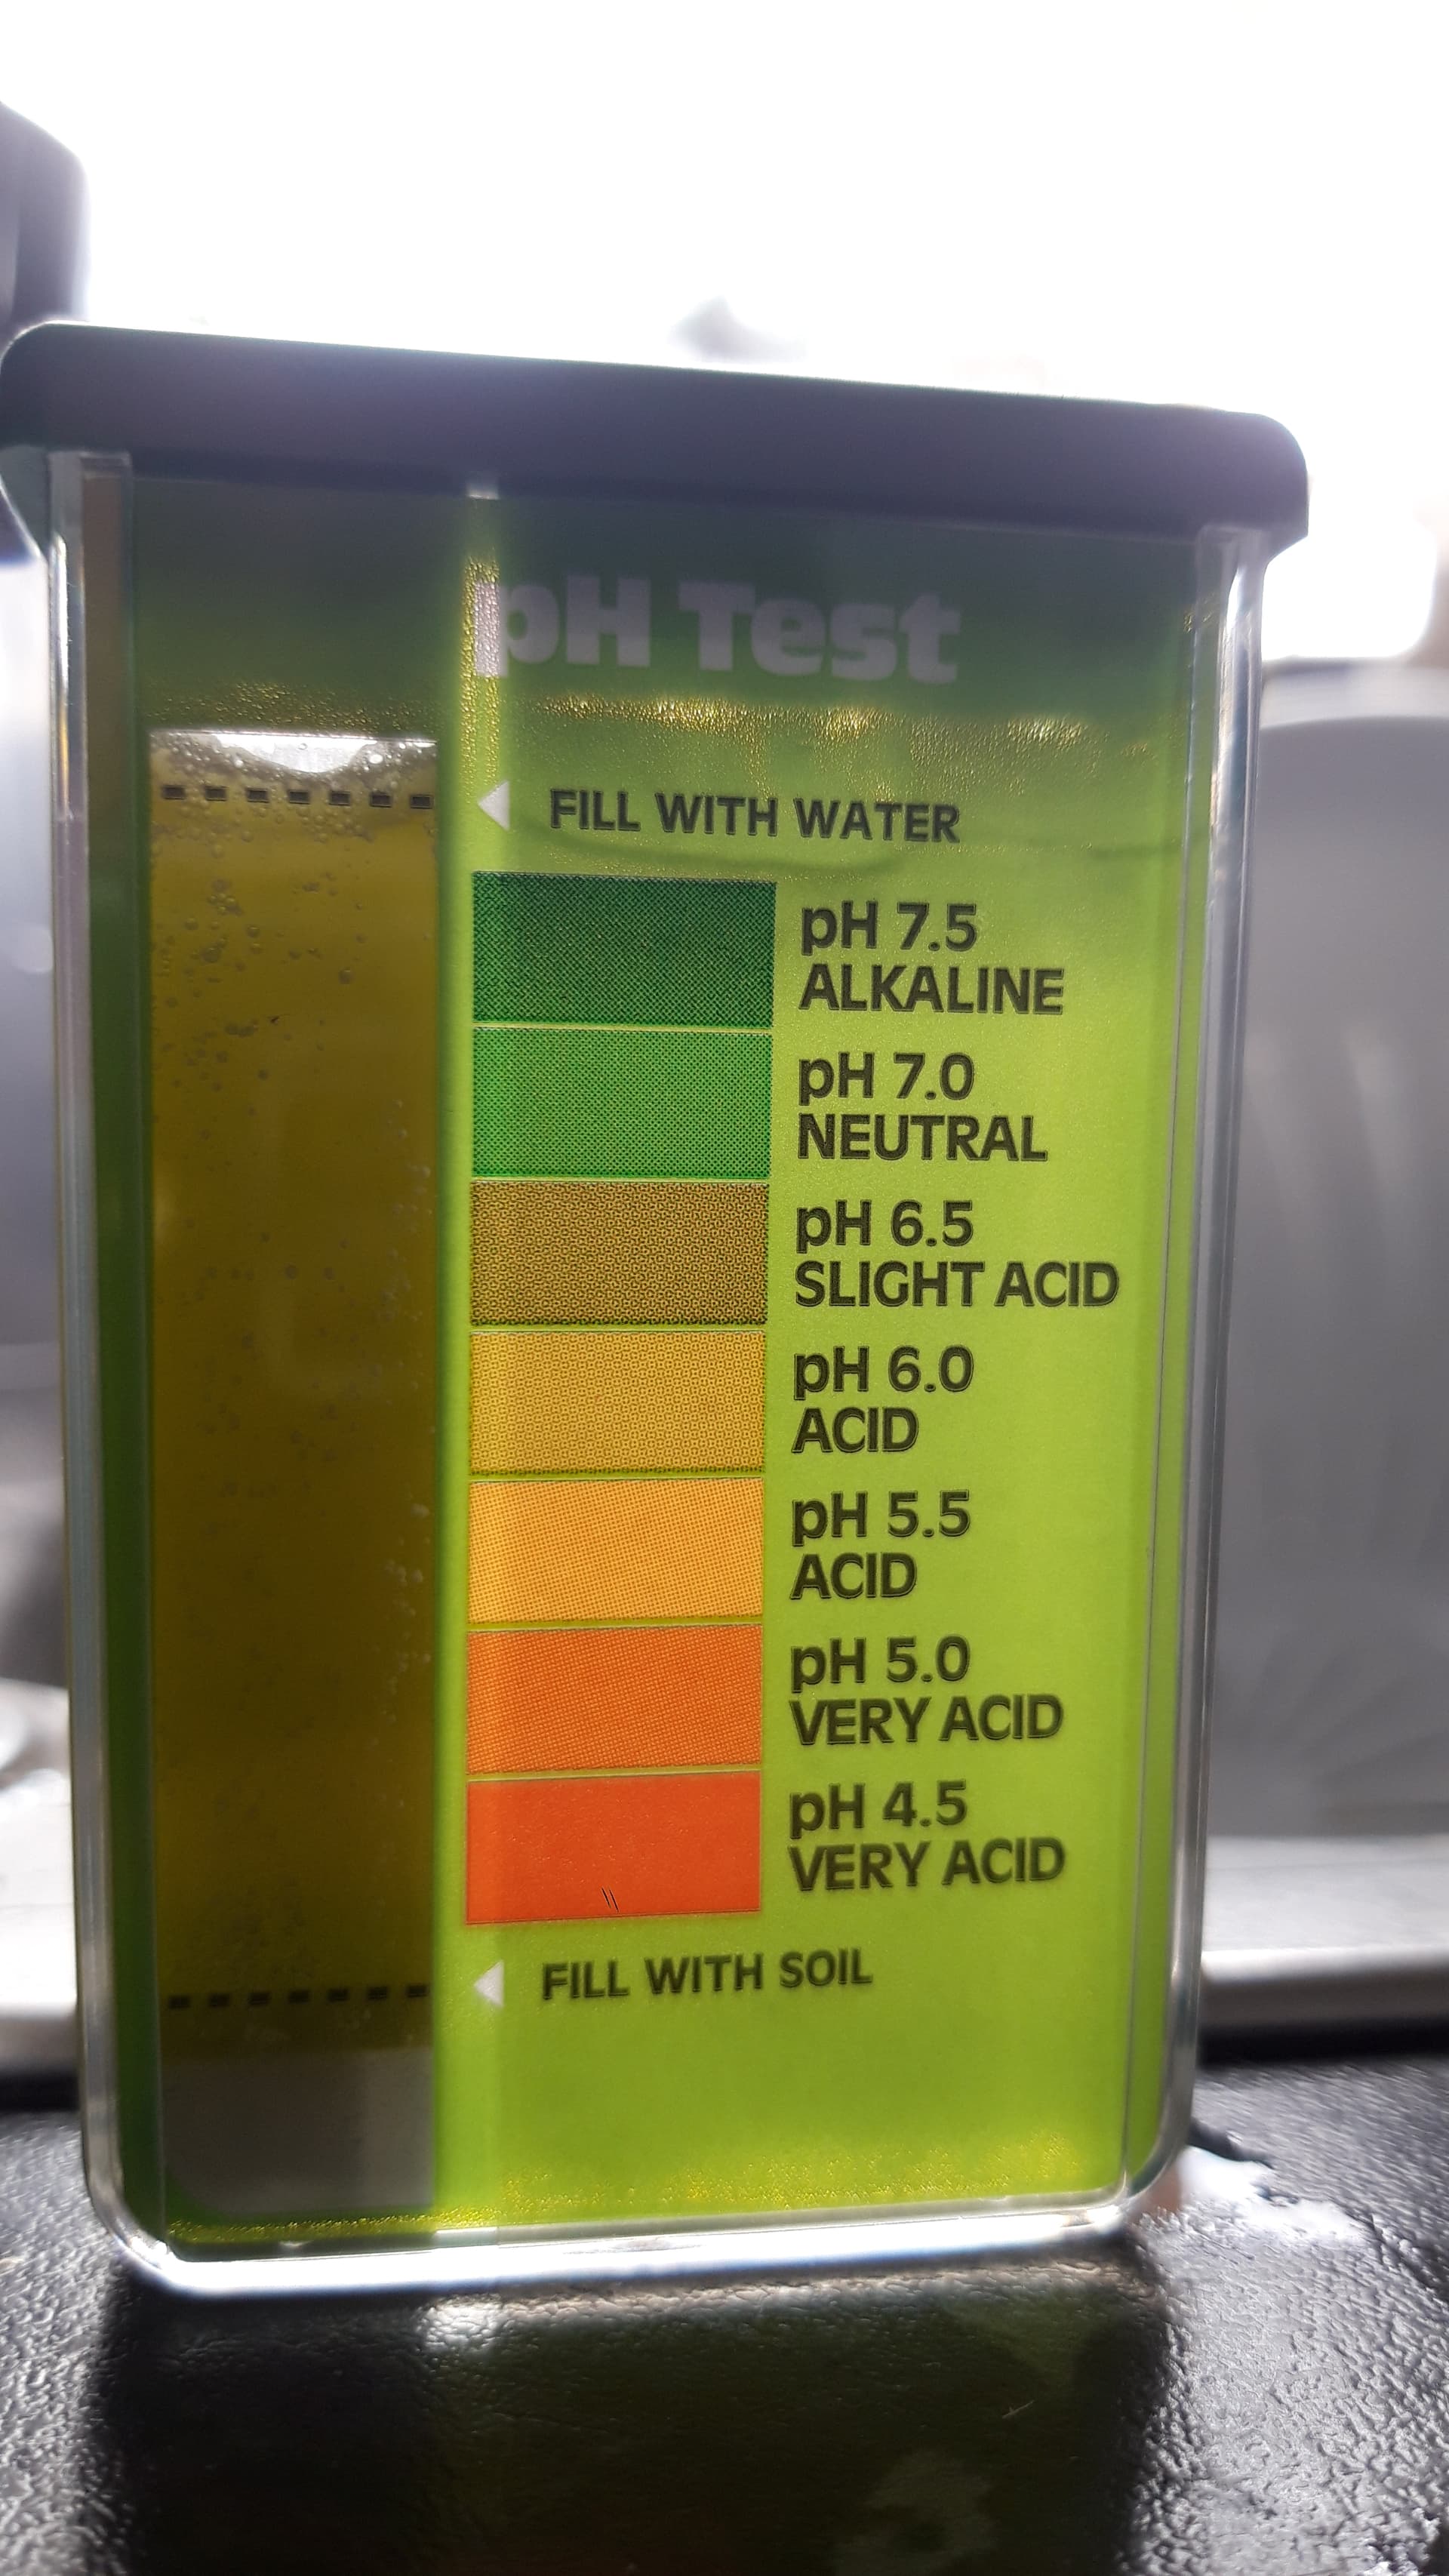 pH Test
FILL WITH WATER
pH 7.5
ALKALINE
pH 7.0
NEUTRAL
pH 6.5
SLIGHT ACID
pH 6.0
ACID
pH 5.5
ACID
pH 5.0
VERY ACID
pH 4.5
VERY ACID
FILL WITH SOIL